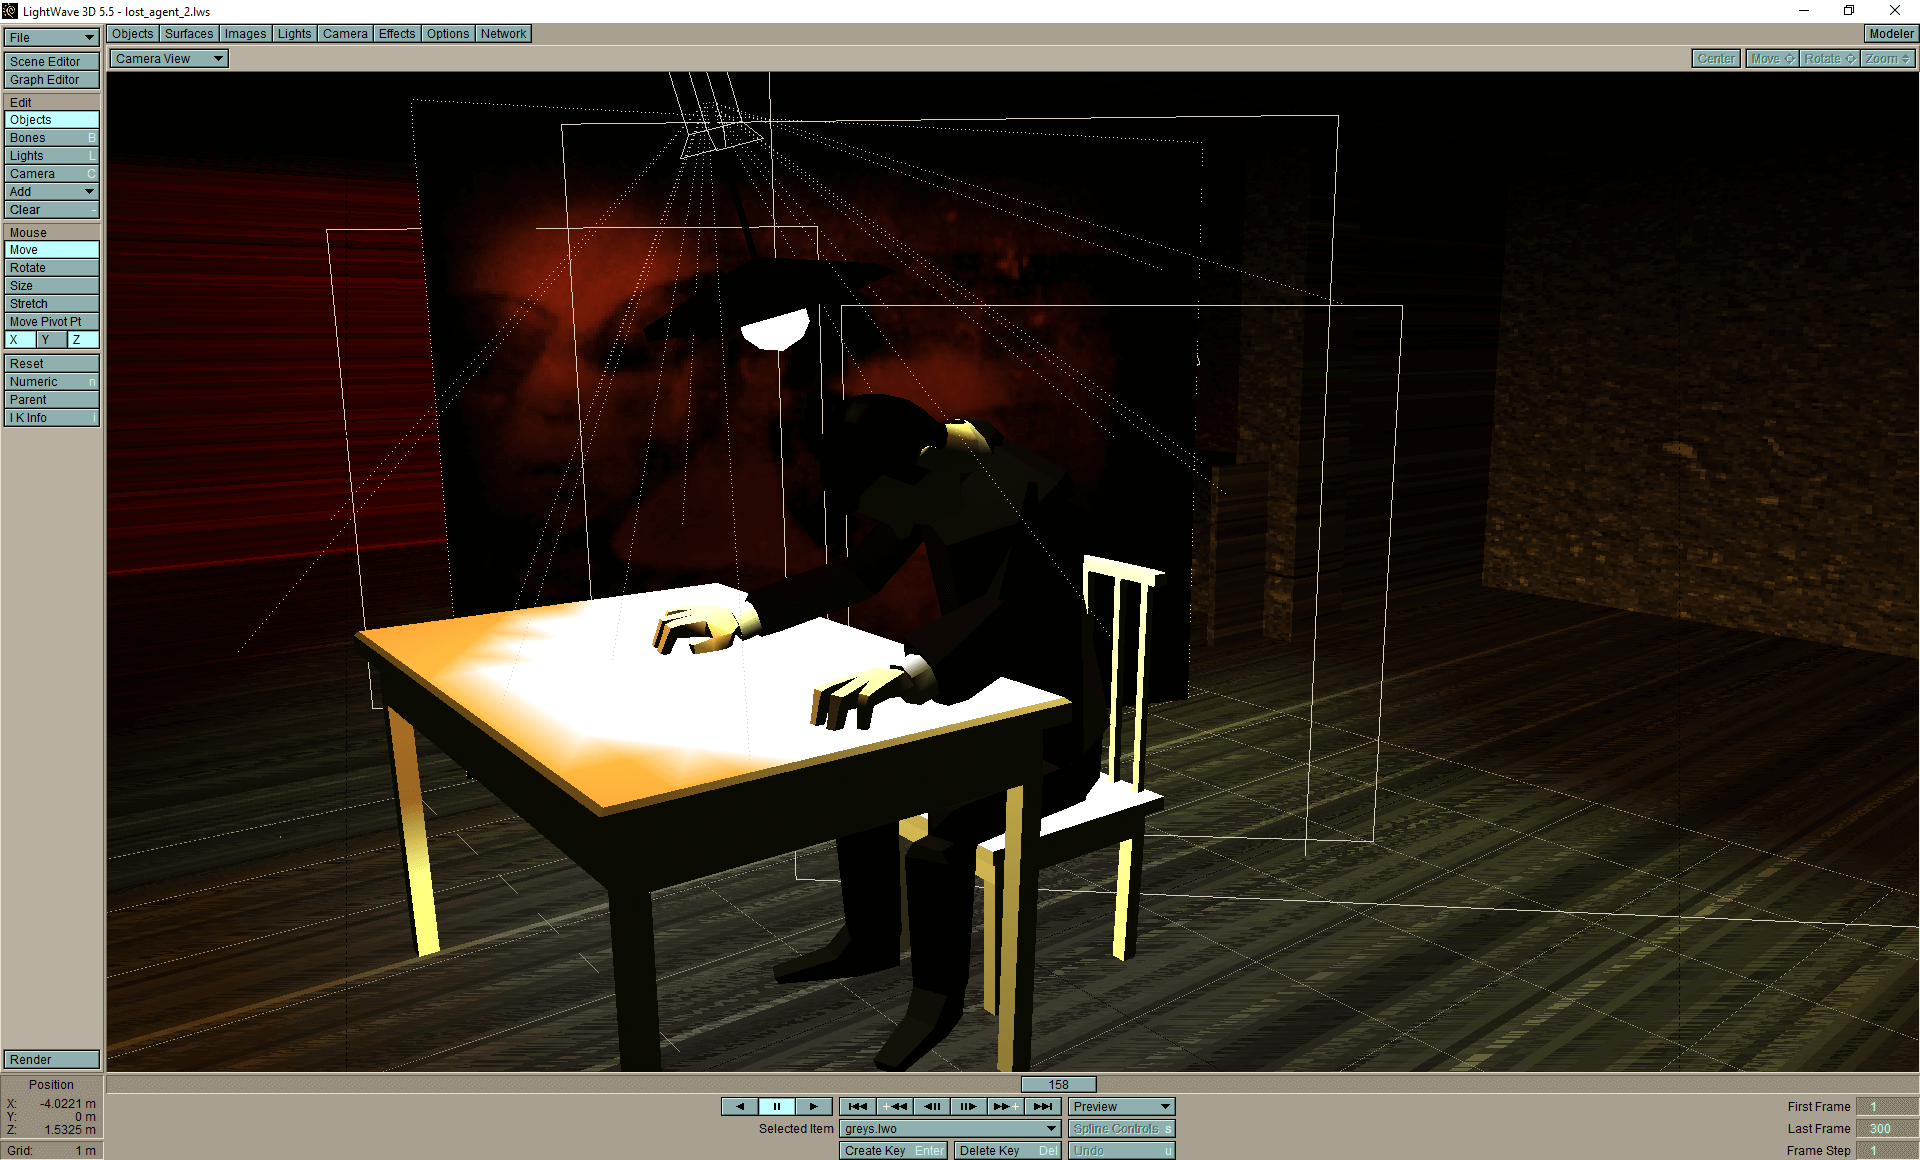 LightWave 3D 5.5 - lost_agent_2.lws
File
Objects Surfaces Images Lights Camera Effects Options Network
Modeler
Camera View
Center Move Rotate Zoom
Scene Editor
Graph Editor
Edit
Objects
Bones B
Lights L
Camera C
Add
Clear -
Mouse
Move
Rotate
Size
Stretch
Move Pivot Pt
X Y Z
Reset
Numeric n
Parent
I K Info i
Render
Position
X: -4.0221 m
Y: 0 m
Z: 1.5325 m
Grid: 1 m
158
Preview
Selected Item greys.lwo
Spline Controls s
Create Key Enter
Delete Key Del
Undo u
First Frame 1
Last Frame 300
Frame Step 1